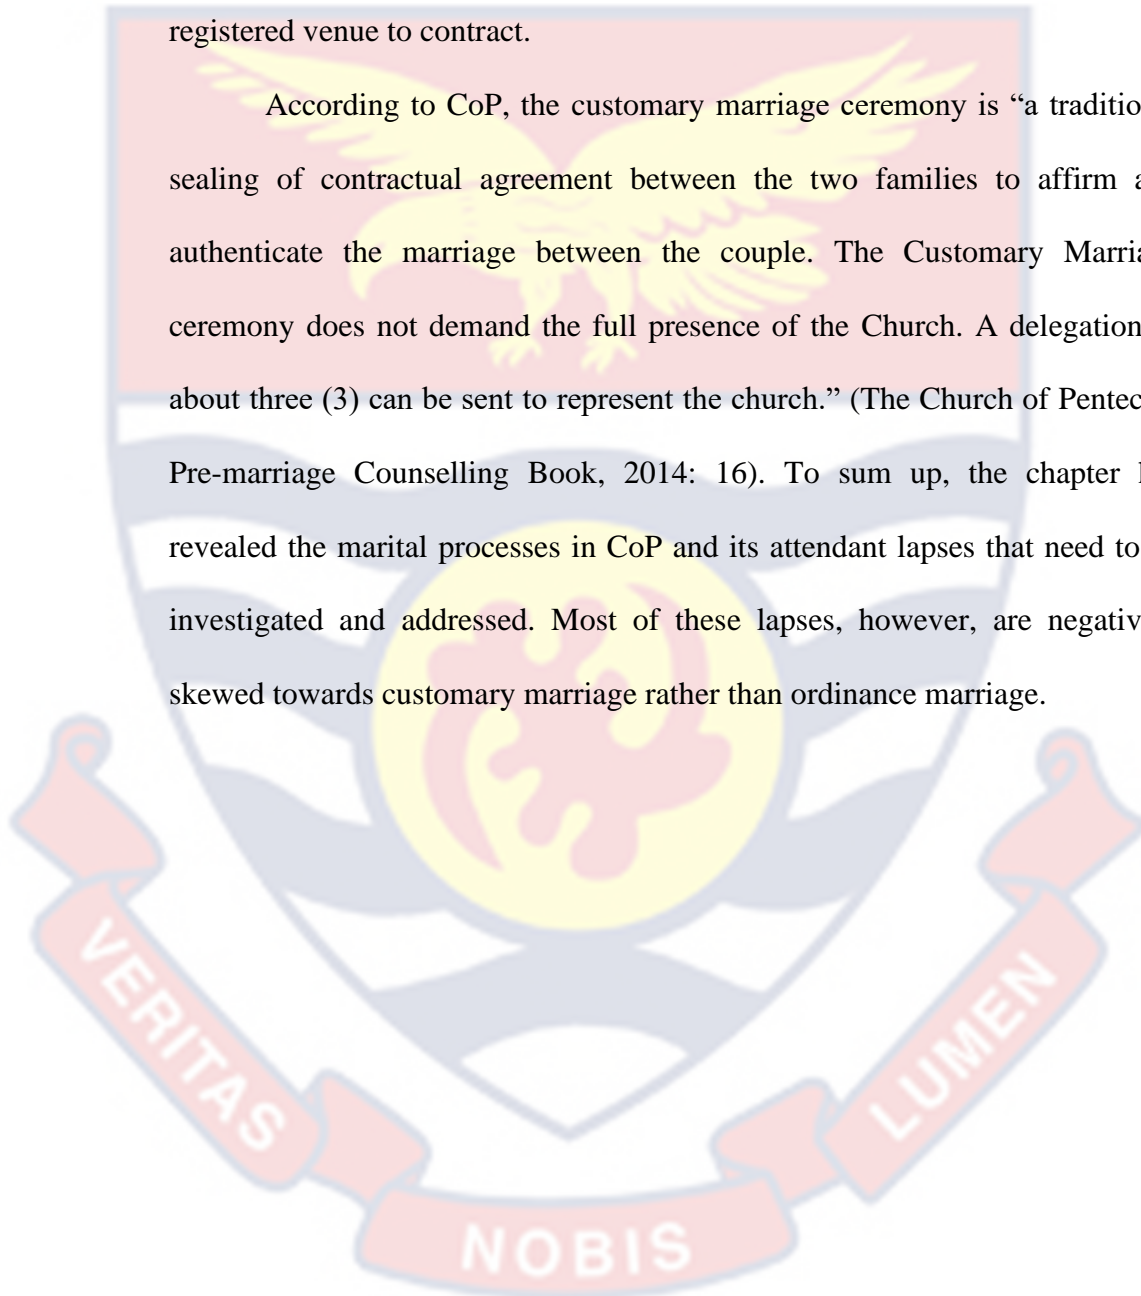 registered venue to contract.
According to CoP, the customary marriage ceremony is “a tradition
sealing of contractual agreement between the two families to affirm a
authenticate the marriage between the couple. The Customary Marria
ceremony does not demand the full presence of the Church. A delegation
about three (3) can be sent to represent the church.” (The Church of Pentec
Pre-marriage Counselling Book, 2014: 16). To sum up, the chapter h
revealed the marital processes in CoP and its attendant lapses that need to
investigated and addressed. Most of these lapses, however, are negativ
skewed towards customary marriage rather than ordinance marriage.
VERITAS
NOBIS
LUMEN